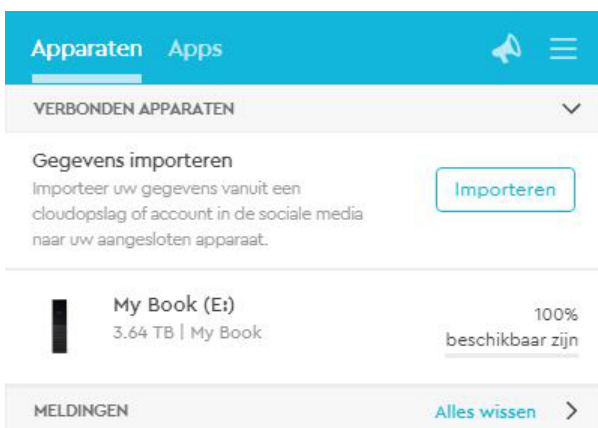 Apparaten Apps
VERBONDEN APPARATEN
Gegevens importeren
Importeer uw gegevens vanuit een
cloudopslag of account in de sociale media
naar uw aangesloten apparaat.
Importeren
My Book (E:)
3.64 TB | My Book
100%
beschikbaar zijn
MELDINGEN Alles wissen